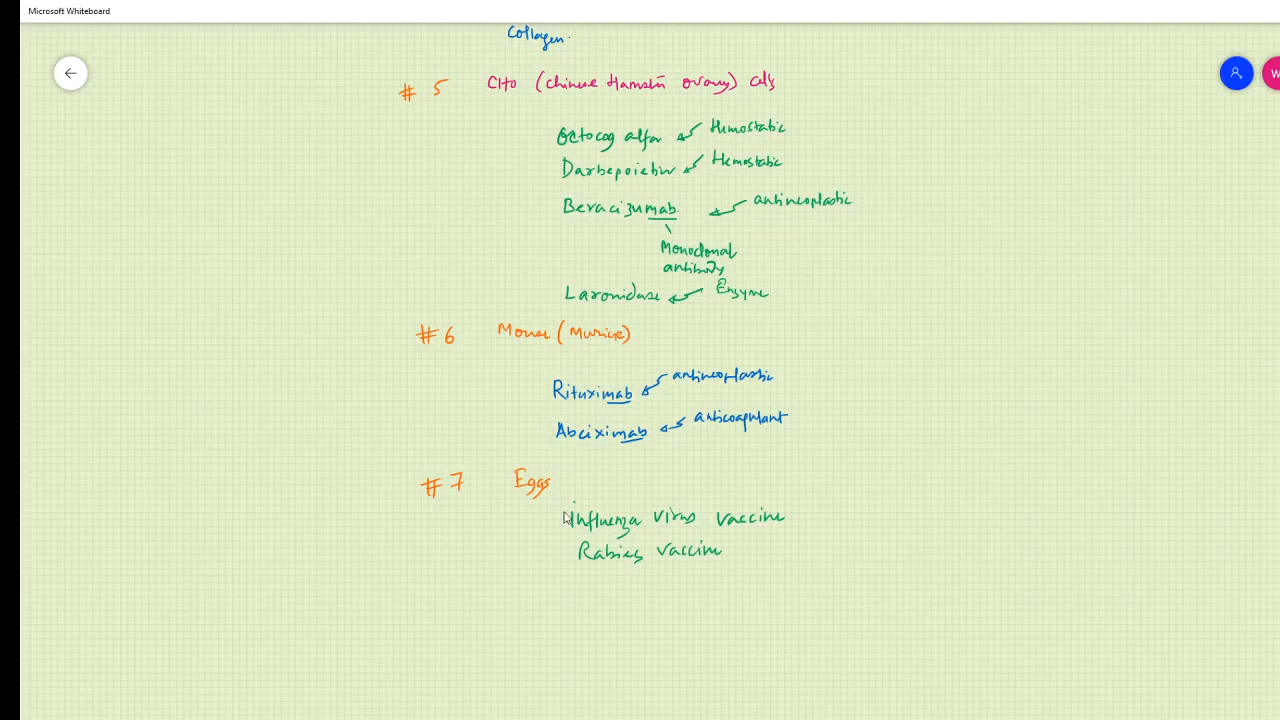 Microsoft Whiteboard
Collagen.
# 5 CHO (Chinese Hamster ovary) cells
Octocog alfa Hemostatic
Darbepoietin Hemostatic
Bevacizumab antineoplastic
Monoclonal
antibody
Laronidase Enzyme
# 6 Mouse (Murine)
Rituximab antineoplastic
Abciximab anticoagulant
# 7 Eggs
Influenza Virus Vaccine
Rabies vaccine
W